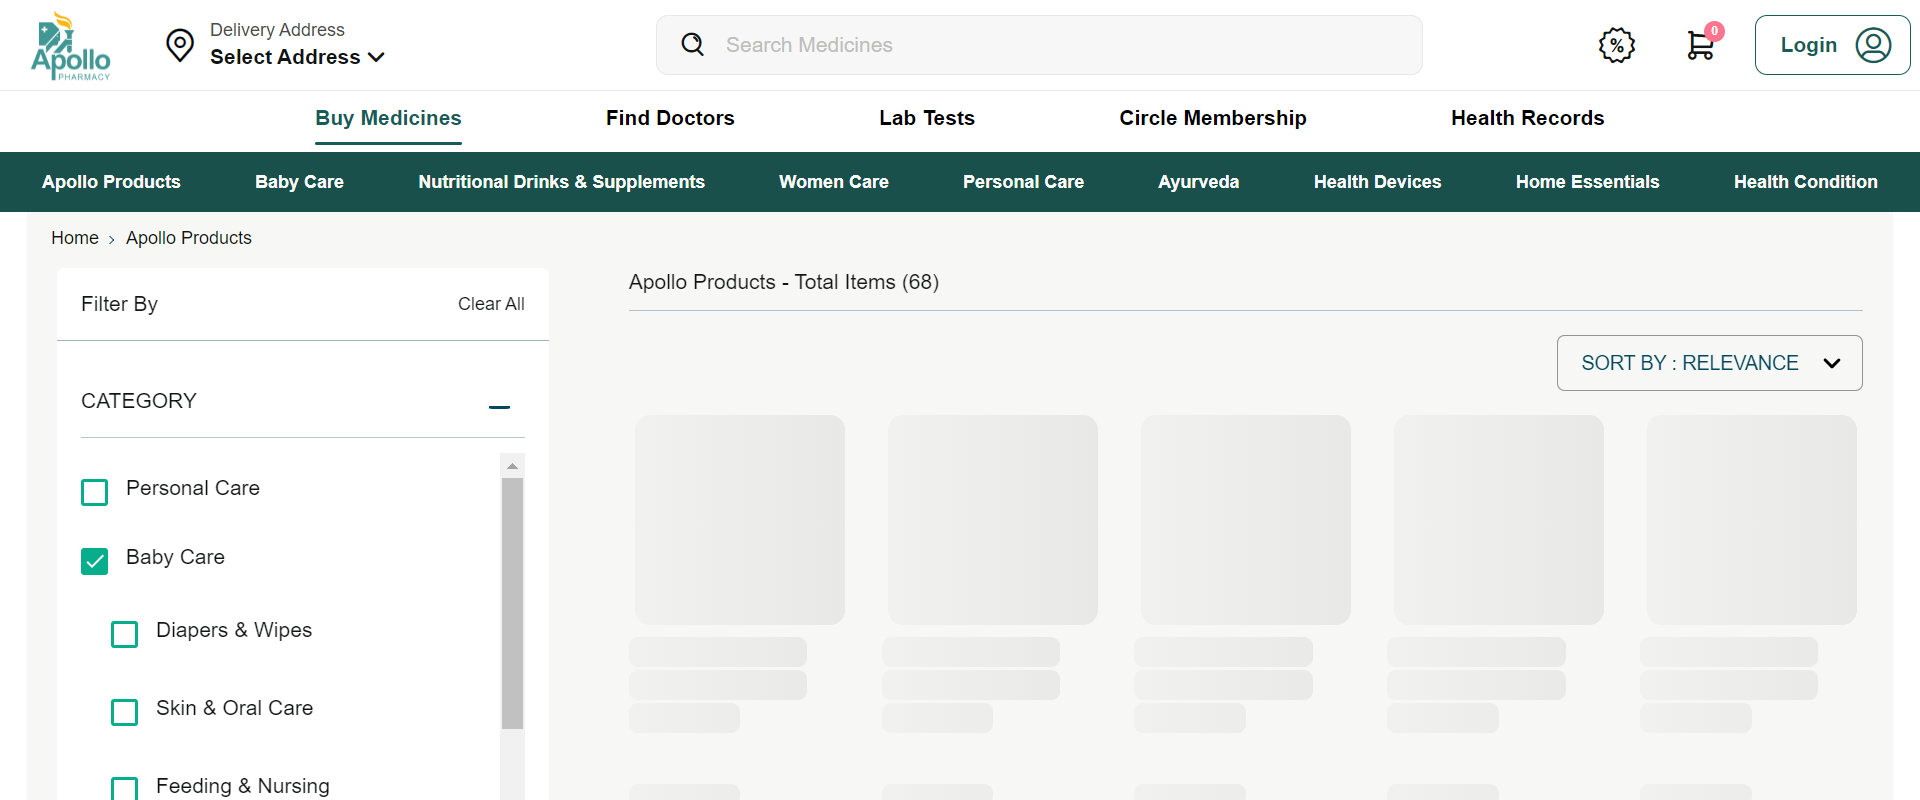 Apollo
PHARMACY
Delivery Address
Select Address
Search Medicines
%
0
Login
Buy Medicines
Find Doctors
Lab Tests
Circle Membership
Health Records
Apollo Products
Baby Care
Nutritional Drinks & Supplements
Women Care
Personal Care
Ayurveda
Health Devices
Home Essentials
Health Condition
Home › Apollo Products
Filter By
Clear All
CATEGORY
Personal Care
Baby Care
Diapers & Wipes
Skin & Oral Care
Feeding & Nursing
Apollo Products - Total Items (68)
SORT BY : RELEVANCE